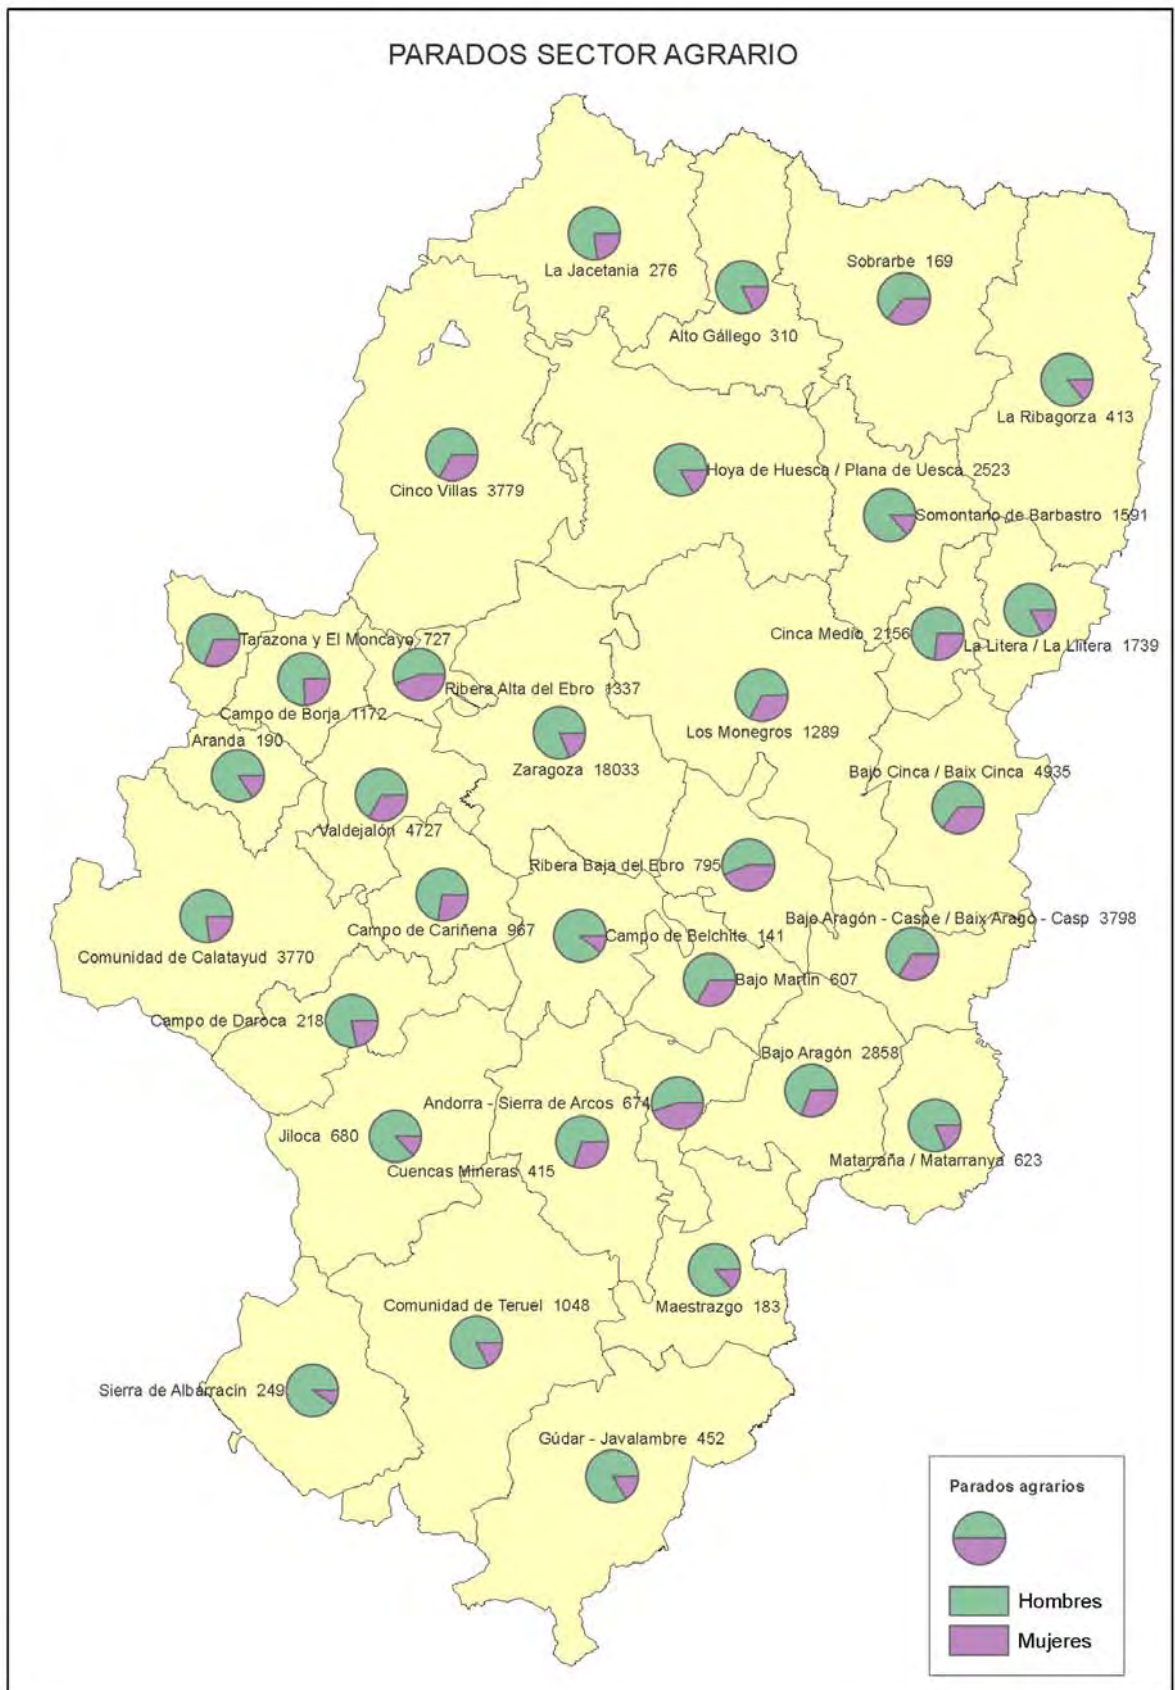 PARADOS SECTOR AGRARIO
La Jacetania 276
Sobrarbe 169
Alto Gállego 310
La Ribagorza 413
Cinco Villas 3779
Hoya de Huesca / Plana de Uesca 2523
Somontano de Barbastro 1591
Tarazona y El Moncayo 727
Cinca Medio 2156
La Litera / La Llitera 1739
Ribera Alta del Ebro 1337
Campo de Borja 1172
Los Monegros 1289
Aranda 190
Zaragoza 18033
Bajo Cinca / Baix Cinca 4935
Valdejalón 4727
Ribera Baja del Ebro 795
Bajo Aragón - Caspe / Baix Aragó - Casp 3798
Campo de Cariñena 967
Campo de Belchite 141
Comunidad de Calatayud 3770
Bajo Martín 607
Campo de Daroca 218
Bajo Aragón 2858
Andorra - Sierra de Arcos 674
Jiloca 680
Matarraña / Matarranya 623
Cuencas Mineras 415
Comunidad de Teruel 1048
Maestrazgo 183
Sierra de Albarracín 249
Gúdar - Javalambre 452
Parados agrarios
Hombres
Mujeres